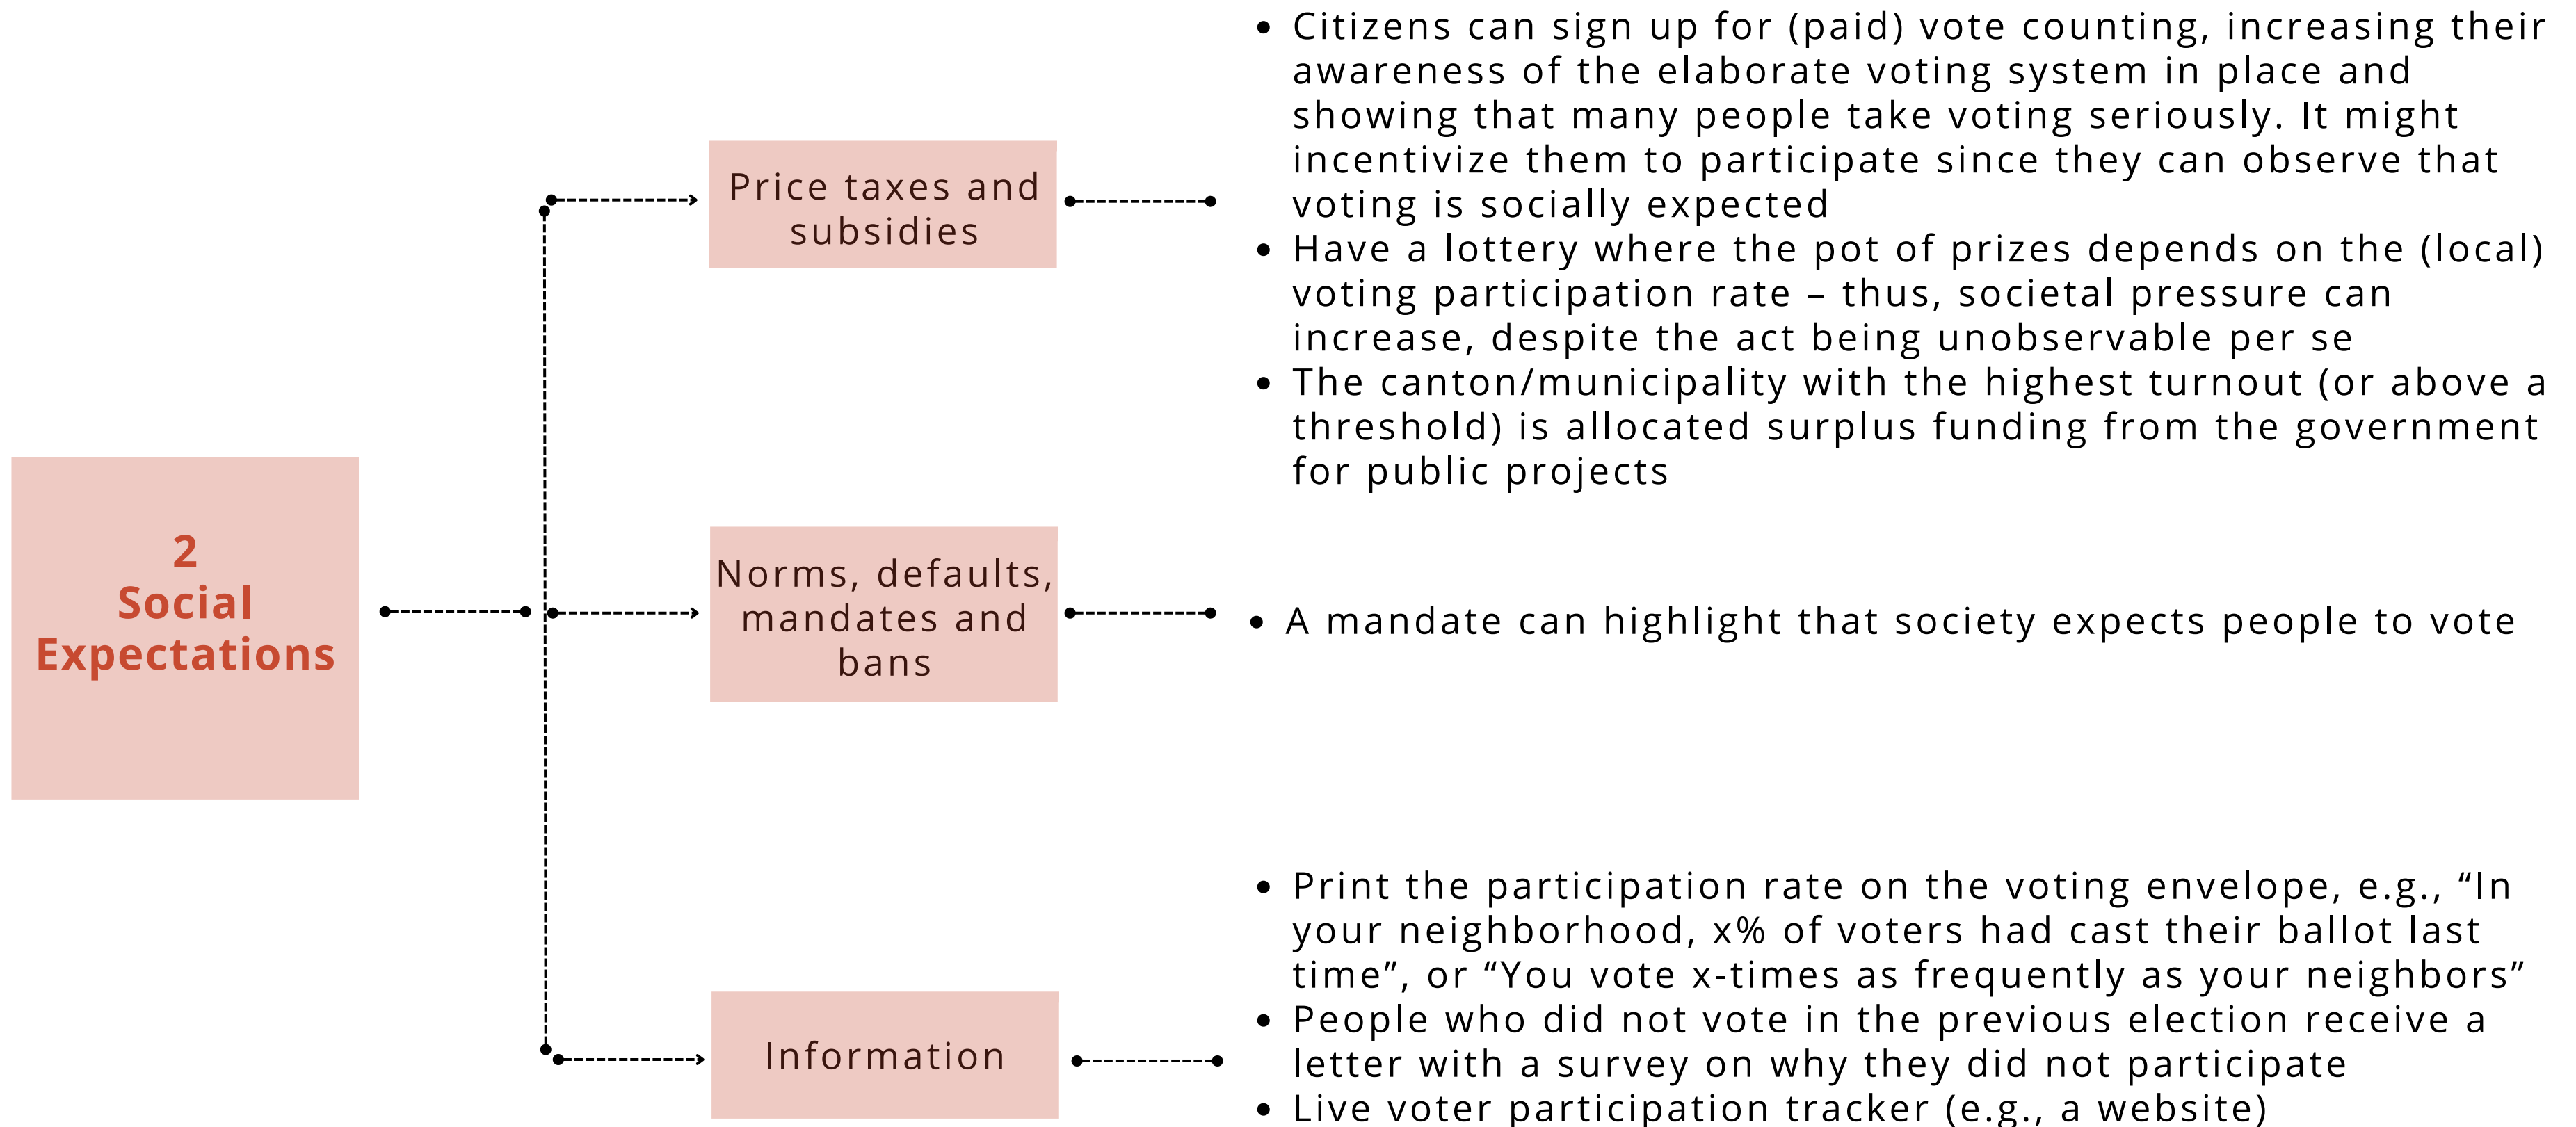 2
Social
Expectations
Price taxes and
subsidies
• Citizens can sign up for (paid) vote counting, increasing their
awareness of the elaborate voting system in place and
showing that many people take voting seriously. It might
incentivize them to participate since they can observe that
voting is socially expected
• Have a lottery where the pot of prizes depends on the (local)
voting participation rate – thus, societal pressure can
increase, despite the act being unobservable per se
• The canton/municipality with the highest turnout (or above a
threshold) is allocated surplus funding from the government
for public projects
Norms, defaults,
mandates and
bans
• A mandate can highlight that society expects people to vote
Information
• Print the participation rate on the voting envelope, e.g., “In
your neighborhood, x% of voters had cast their ballot last
time”, or “You vote x-times as frequently as your neighbors”
• People who did not vote in the previous election receive a
letter with a survey on why they did not participate
• Live voter participation tracker (e.g., a website)